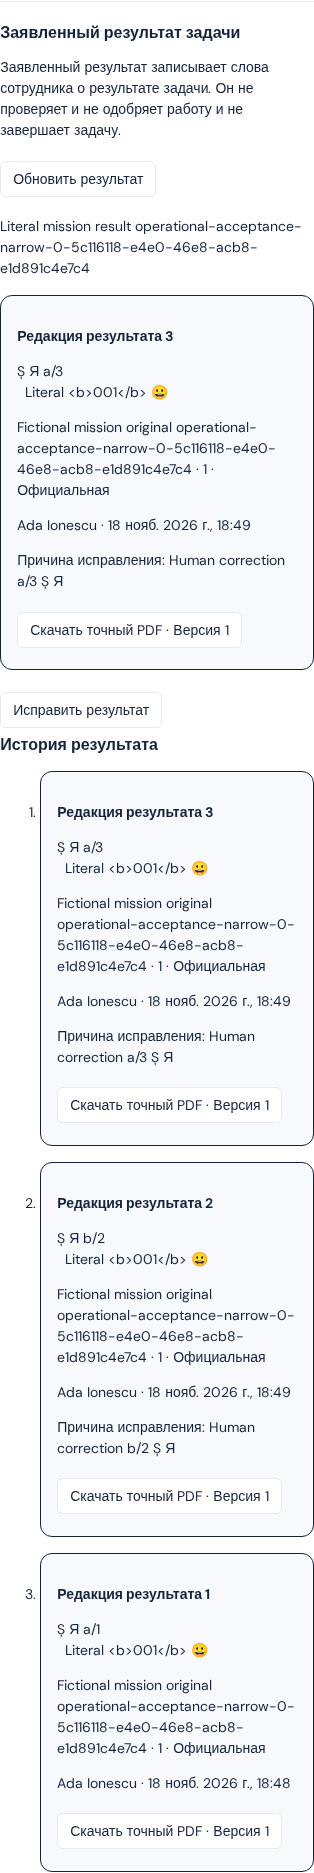 Заявленный результат задачи
Заявленный результат записывает слова
сотрудника о результате задачи. Он не
проверяет и не одобряет работу и не
завершает задачу.
Обновить результат
Literal mission result operational-acceptance-
narrow-0-5c116118-e4e0-46e8-acb8-
e1d891c4e7c4
Редакция результата 3
Ș Я a/3
Literal <b>001</b> 😀
Fictional mission original operational-
acceptance-narrow-0-5c116118-e4e0-
46e8-acb8-e1d891c4e7c4 · 1 ·
Официальная
Ada Ionescu · 18 нояб. 2026 г., 18:49
Причина исправления: Human correction
a/3 Ș Я
Скачать точный PDF · Версия 1
Исправить результат
История результата
1. Редакция результата 3
Ș Я a/3
Literal <b>001</b> 😀
Fictional mission original
operational-acceptance-narrow-0-
5c116118-e4e0-46e8-acb8-
e1d891c4e7c4 · 1 · Официальная
Ada Ionescu · 18 нояб. 2026 г., 18:49
Причина исправления: Human
correction a/3 Ș Я
Скачать точный PDF · Версия 1
2. Редакция результата 2
Ș Я b/2
Literal <b>001</b> 😀
Fictional mission original
operational-acceptance-narrow-0-
5c116118-e4e0-46e8-acb8-
e1d891c4e7c4 · 1 · Официальная
Ada Ionescu · 18 нояб. 2026 г., 18:49
Причина исправления: Human
correction b/2 Ș Я
Скачать точный PDF · Версия 1
3. Редакция результата 1
Ș Я a/1
Literal <b>001</b> 😀
Fictional mission original
operational-acceptance-narrow-0-
5c116118-e4e0-46e8-acb8-
e1d891c4e7c4 · 1 · Официальная
Ada Ionescu · 18 нояб. 2026 г., 18:48
Скачать точный PDF · Версия 1